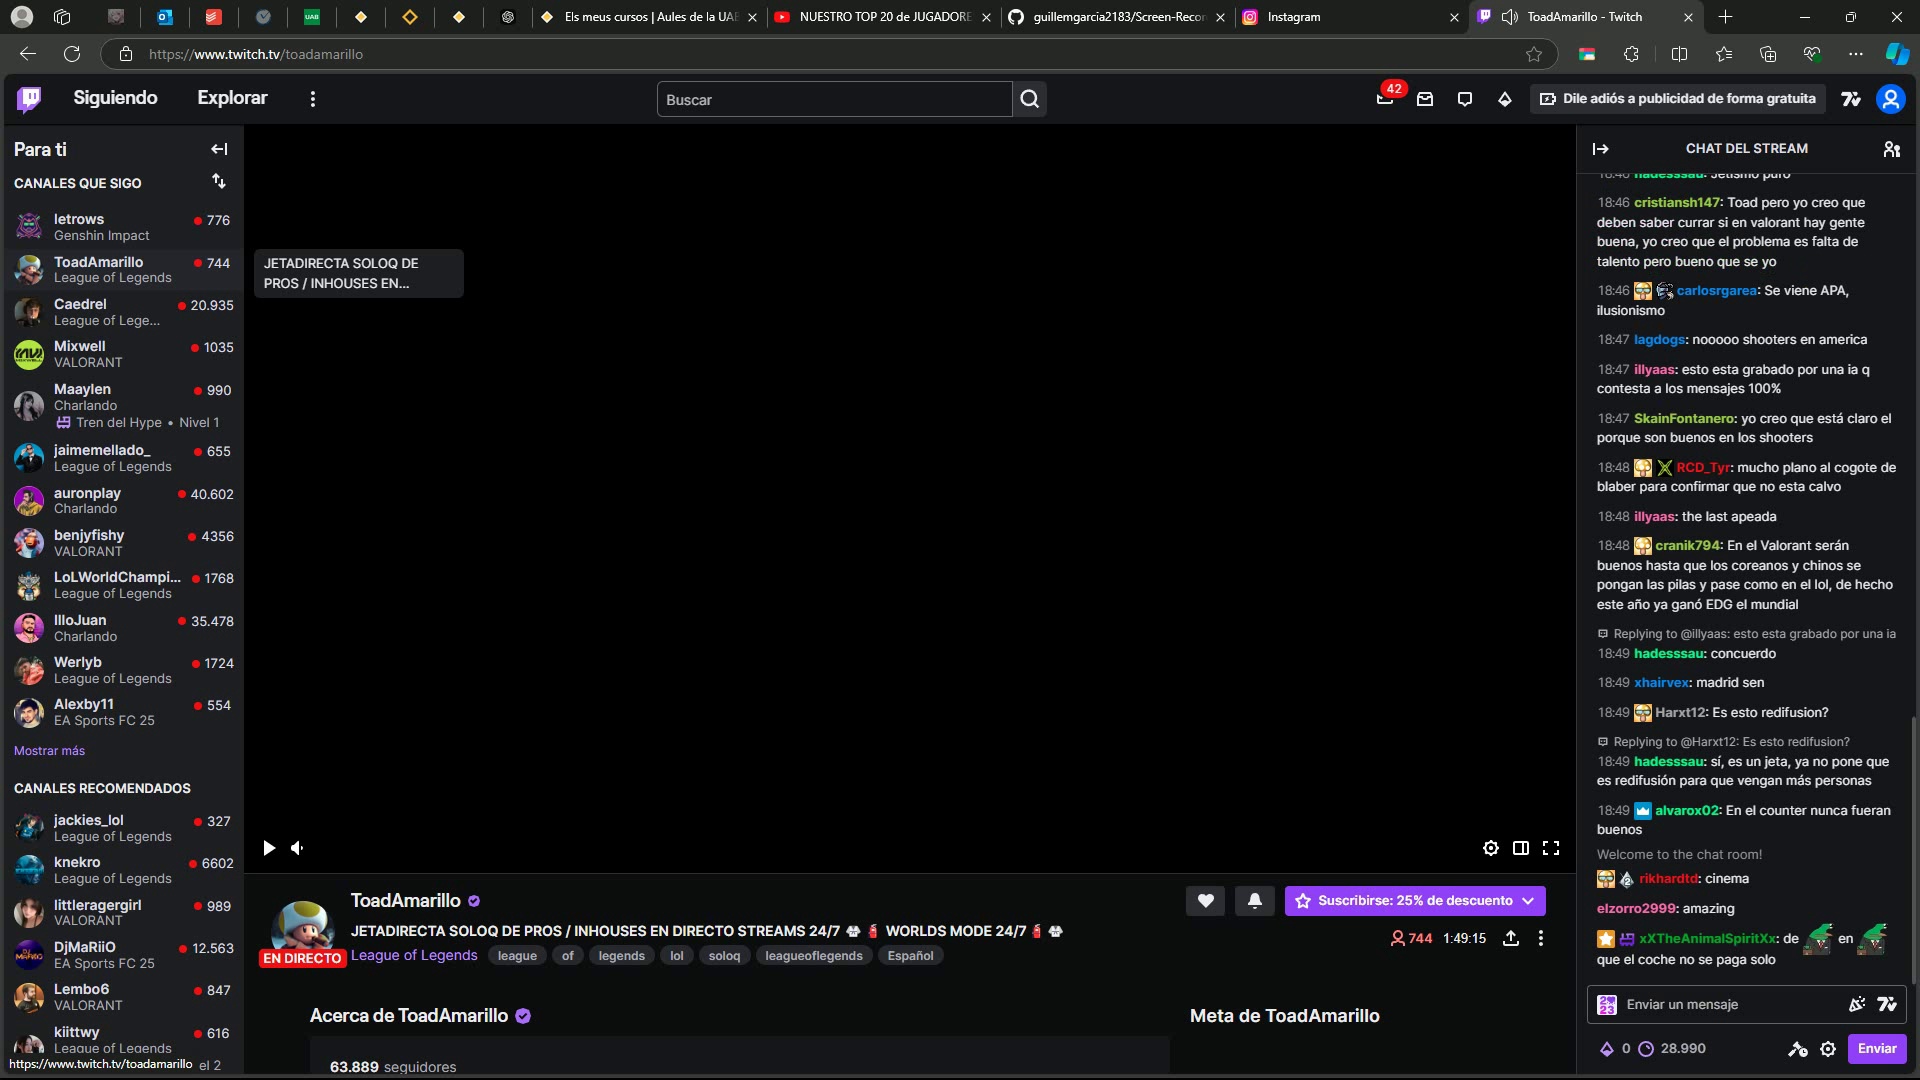 Els meus cursos | Aules de la UAB
NUESTRO TOP 20 de JUGADORE
guillemgarcia2183/Screen-Recor
Instagram
ToadAmarillo - Twitch
https://www.twitch.tv/toadamarillo
Siguiendo
Explorar
Buscar
42
Dile adiós a publicidad de forma gratuita
Para ti
CANALES QUE SIGO
letrows
776
Genshin Impact
ToadAmarillo
744
League of Legends
Caedrel
20.935
League of Lege...
Mixwell
1035
VALORANT
Maaylen
990
Charlando
Tren del Hype • Nivel 1
jaimemellado_
655
League of Legends
auronplay
40.602
Charlando
benjyfishy
4356
VALORANT
LoLWorldChampi...
1768
League of Legends
IlloJuan
35.478
Charlando
Werlyb
1724
League of Legends
Alexby11
554
EA Sports FC 25
Mostrar más
CANALES RECOMENDADOS
jackies_lol
327
League of Legends
knekro
6602
League of Legends
littleragergirl
989
VALORANT
DjMaRiiO
12.563
EA Sports FC 25
Lembo6
847
VALORANT
kiittwy
616
League of Legends
https://www.twitch.tv/toadamarillo el 2
JETADIRECTA SOLOQ DE
PROS / INHOUSES EN...
ToadAmarillo
Suscribirse: 25% de descuento
JETADIRECTA SOLOQ DE PROS / INHOUSES EN DIRECTO STREAMS 24/7 WORLDS MODE 24/7
744 1:49:15
EN DIRECTO
League of Legends league of legends lol soloq leagueoflegends Español
Acerca de ToadAmarillo
Meta de ToadAmarillo
63.889 seguidores
CHAT DEL STREAM
18:46 hadesssau: Jetismo puro
18:46 cristiansh147: Toad pero yo creo que
deben saber currar si en valorant hay gente
buena, yo creo que el problema es falta de
talento pero bueno que se yo
18:46 carlosrgarea: Se viene APA,
ilusionismo
18:47 lagdogs: nooooo shooters en america
18:47 illyaas: esto esta grabado por una ia q
contesta a los mensajes 100%
18:47 SkainFontanero: yo creo que está claro el
porque son buenos en los shooters
18:48 RCD_Tyr: mucho plano al cogote de
blaber para confirmar que no esta calvo
18:48 illyaas: the last apeada
18:48 cranik794: En el Valorant serán
buenos hasta que los coreanos y chinos se
pongan las pilas y pase como en el lol, de hecho
este año ya ganó EDG el mundial
Replying to @illyaas: esto esta grabado por una ia
18:49 hadesssau: concuerdo
18:49 xhairvex: madrid sen
18:49 Harxt12: Es esto redifusion?
Replying to @Harxt12: Es esto redifusion?
18:49 hadesssau: sí, es un jeta, ya no pone que
es redifusión para que vengan más personas
18:49 alvarox02: En el counter nunca fueran
buenos
Welcome to the chat room!
rikhardtd: cinema
elzorro2999: amazing
xXTheAnimalSpiritXx: de en
que el coche no se paga solo
Enviar un mensaje
0 28.990
Enviar